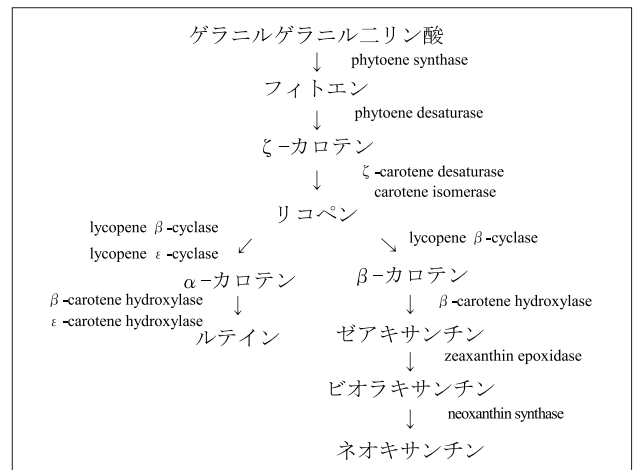 ゲラニルゲラニル二リン酸
↓ phytoene synthase
フィトエン
↓ phytoene desaturase
ζ-カロテン
↓ ζ-carotene desaturase
carotene isomerase
リコペン
lycopene β-cyclase
lycopene ε-cyclase ↙ ↘ lycopene β-cyclase
α-カロテン β-カロテン
β-carotene hydroxylase ↓ ↓ β-carotene hydroxylase
ε-carotene hydroxylase
ルテイン ゼアキサンチン
↓ zeaxanthin epoxidase
ビオラキサンチン
↓ neoxanthin synthase
ネオキサンチン